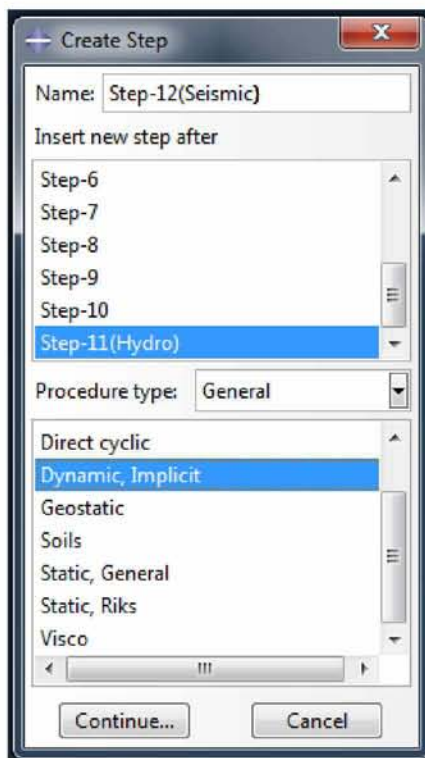 Create Step
Name: Step-12(Seismic)
Insert new step after
Step-6
Step-7
Step-8
Step-9
Step-10
Step-11(Hydro)
Procedure type: General
Direct cyclic
Dynamic, Implicit
Geostatic
Soils
Static, General
Static, Riks
Visco
Continue... Cancel